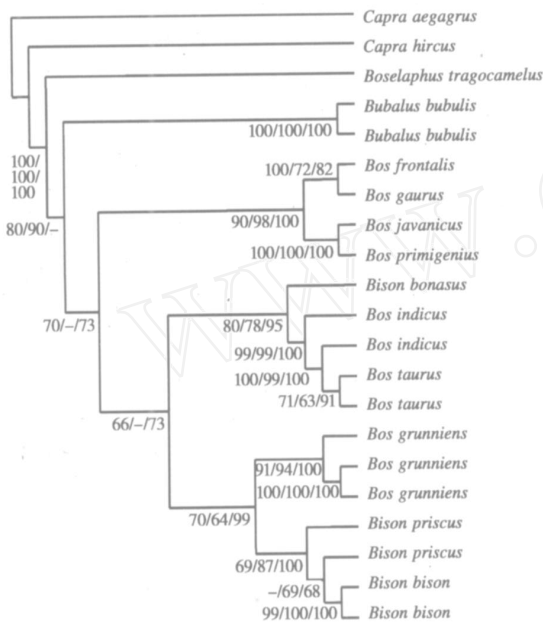 Capra aegagrus
Capra hircus
Boselaphus tragocamelus
Bubalus bubulis
100/100/100
Bubalus bubulis
100/72/82
Bos frontalis
Bos gaurus
100/
100/
100
90/98/100
Bos javanicus
80/90/–
100/100/100
Bos primigenius
Bison bonasus
70/–/73
80/78/95
Bos indicus
99/99/100
Bos indicus
100/99/100
Bos taurus
71/63/91
Bos taurus
66/–/73
Bos grunniens
91/94/100
Bos grunniens
100/100/100
Bos grunniens
70/64/99
Bison priscus
69/87/100
Bison priscus
–/69/68
Bison bison
99/100/100
Bison bison
www.